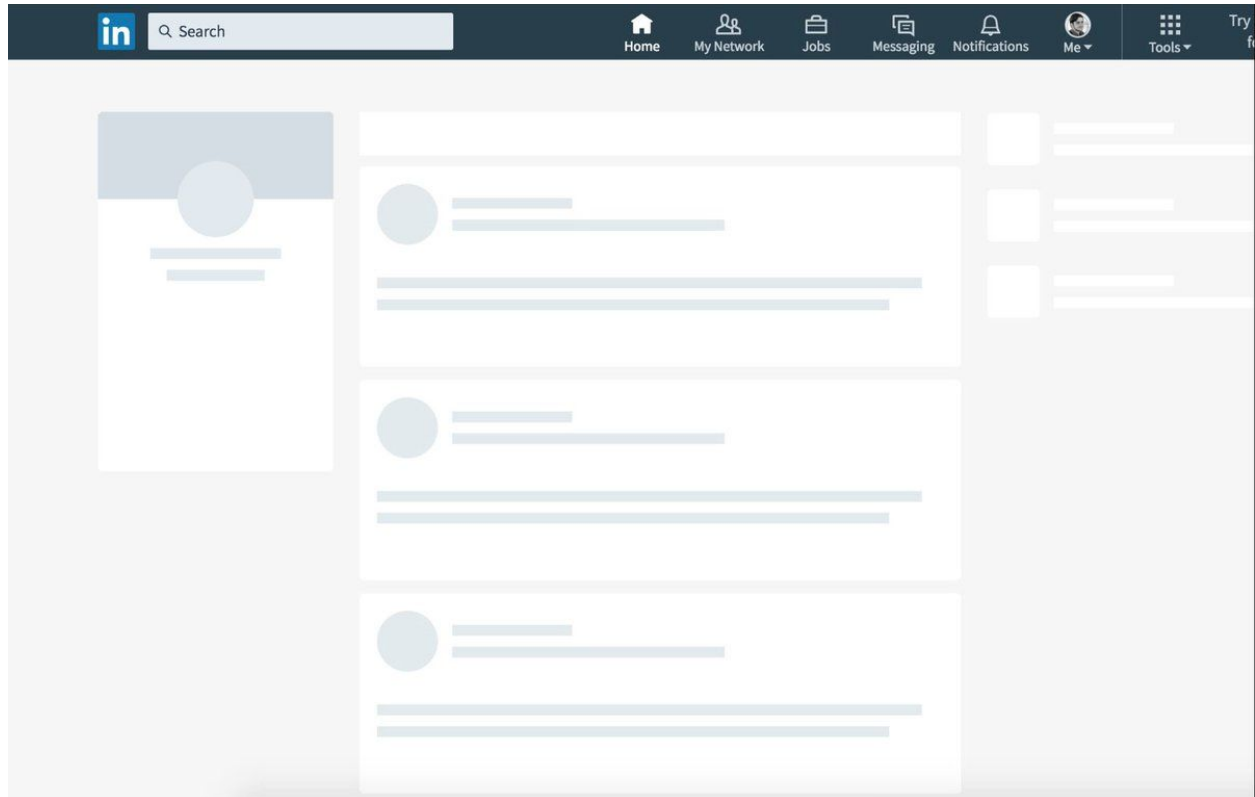 in
Search
Home
My Network
Jobs
Messaging
Notifications
Me
Tools
Try